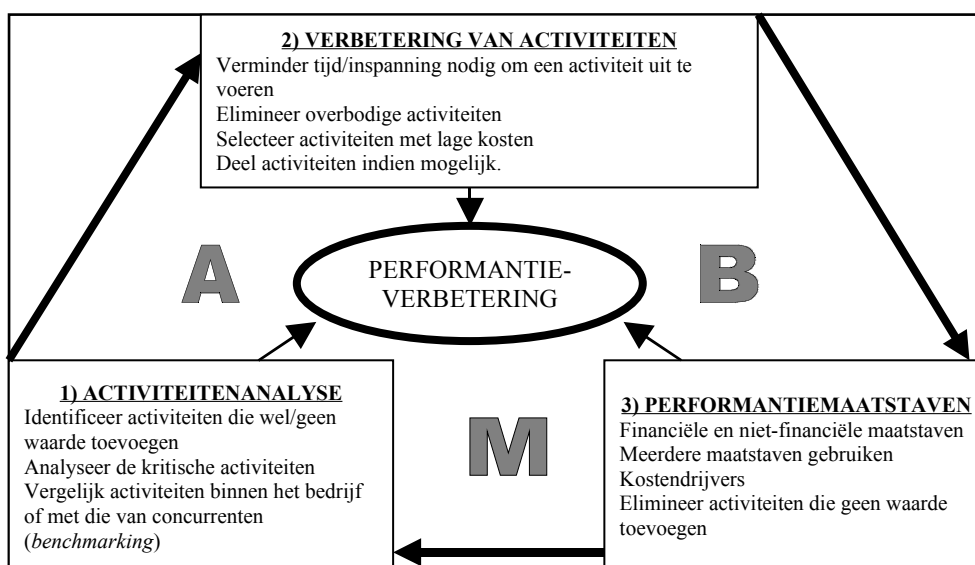 2) VERBETERING VAN ACTIVITEITEN
Verminder tijd/inspanning nodig om een activiteit uit te
voeren
Elimineer overbodige activiteiten
Selecteer activiteiten met lage kosten
Deel activiteiten indien mogelijk.
A
PERFORMANTIE-
VERBETERING
B
1) ACTIVITEITENANALYSE
Identificeer activiteiten die wel/geen
waarde toevoegen
Analyseer de kritische activiteiten
Vergelijk activiteiten binnen het bedrijf
of met die van concurrenten
(benchmarking)
M
3) PERFORMANTIEMAATSTAVEN
Financiële en niet-financiële maatstaven
Meerdere maatstaven gebruiken
Kostendrijvers
Elimineer activiteiten die geen waarde
toevoegen